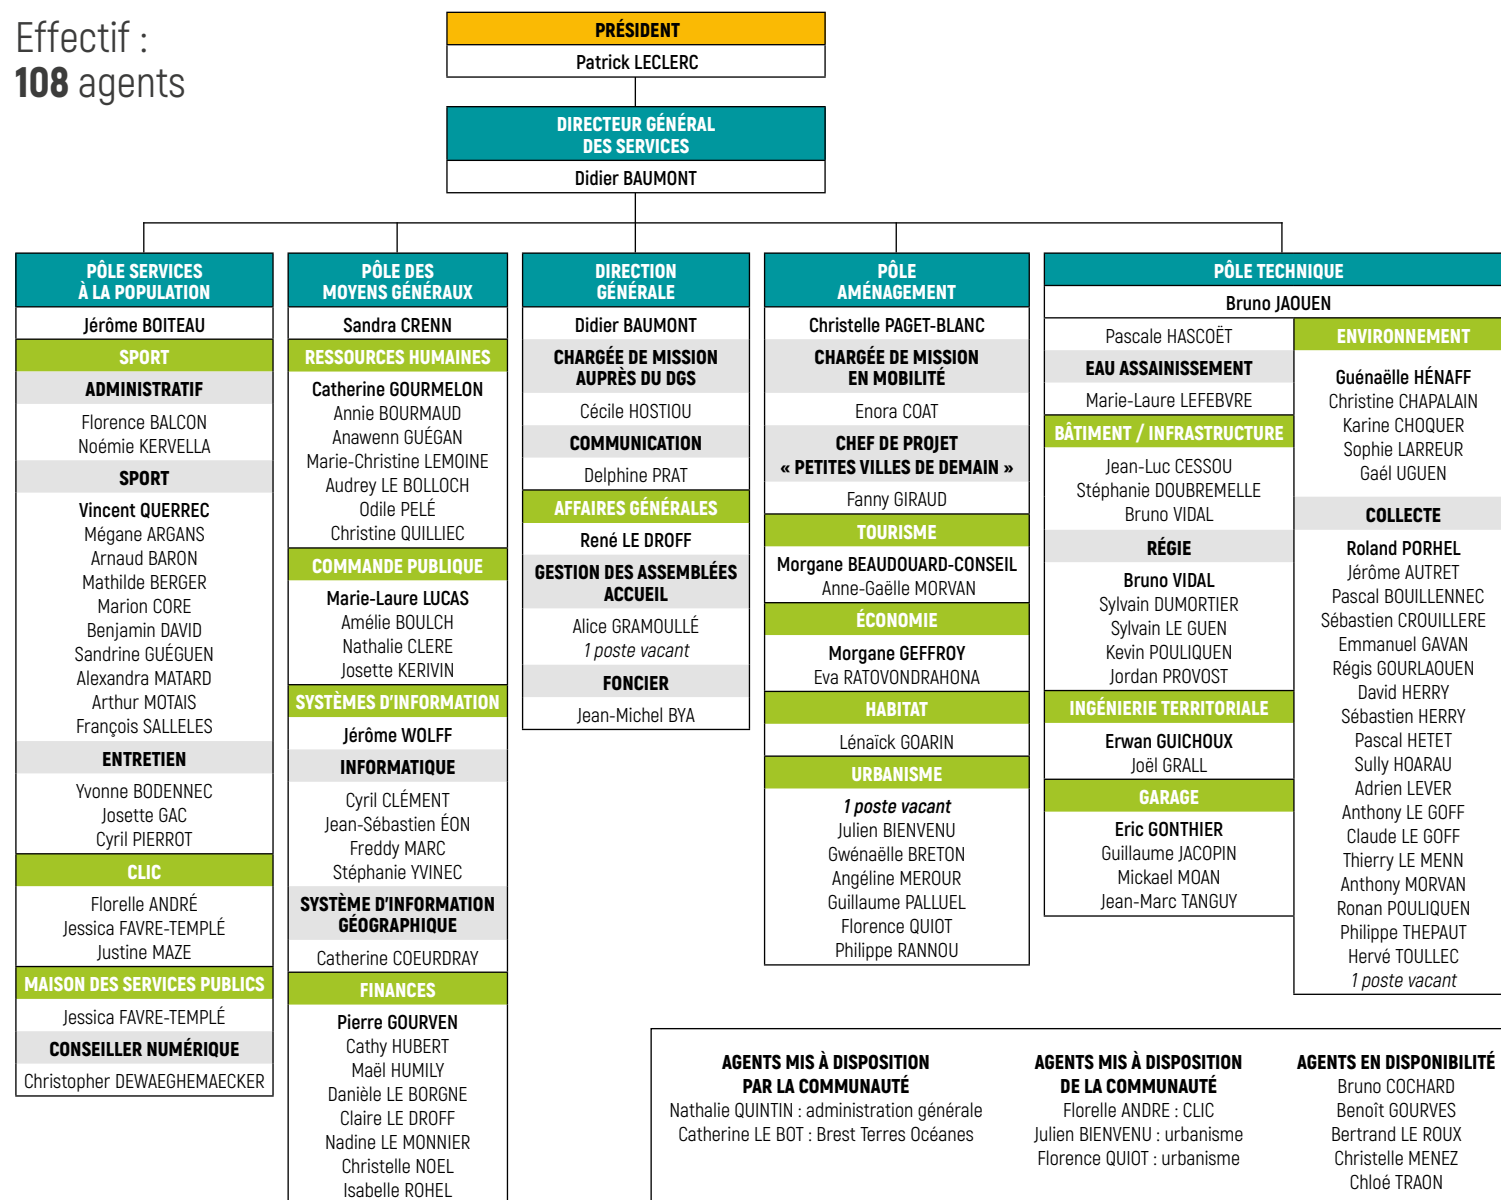 Effectif :
108 agents
PRÉSIDENT
Patrick LECLERC
DIRECTEUR GÉNÉRAL
DES SERVICES
Didier BAUMONT
PÔLE SERVICES
À LA POPULATION
Jérôme BOITEAU
SPORT
ADMINISTRATIF
Florence BALCON
Noémie KERVELLA
SPORT
Vincent QUERREC
Mégane ARGANS
Arnaud BARON
Mathilde BERGER
Marion CORE
Benjamin DAVID
Sandrine GUÉGUEN
Alexandra MATARD
Arthur MOTAIS
François SALLELES
ENTRETIEN
Yvonne BODENNEC
Josette GAC
Cyril PIERROT
CLIC
Florelle ANDRÉ
Jessica FAVRE-TEMPLÉ
Justine MAZE
MAISON DES SERVICES PUBLICS
Jessica FAVRE-TEMPLÉ
CONSEILLER NUMÉRIQUE
Christopher DEWAEGHEMAECKER
PÔLE DES
MOYENS GÉNÉRAUX
Sandra CRENN
RESSOURCES HUMAINES
Catherine GOURMELON
Annie BOURMAUD
Anawenn GUÉGAN
Marie-Christine LEMOINE
Audrey LE BOLLOCH
Odile PELÉ
Christine QUILLIEC
COMMANDE PUBLIQUE
Marie-Laure LUCAS
Amélie BOULCH
Nathalie CLERE
Josette KERIVIN
SYSTÈMES D'INFORMATION
Jérôme WOLFF
INFORMATIQUE
Cyril CLÉMENT
Jean-Sébastien ÉON
Freddy MARC
Stéphanie YVINEC
SYSTÈME D'INFORMATION
GÉOGRAPHIQUE
Catherine COEURDRAY
FINANCES
Pierre GOURVEN
Cathy HUBERT
Maël HUMILY
Danièle LE BORGNE
Claire LE DROFF
Nadine LE MONNIER
Christelle NOEL
Isabelle ROHEL
DIRECTION
GÉNÉRALE
Didier BAUMONT
CHARGÉE DE MISSION
AUPRÈS DU DGS
Cécile HOSTIOU
COMMUNICATION
Delphine PRAT
AFFAIRES GÉNÉRALES
René LE DROFF
GESTION DES ASSEMBLÉES
ACCUEIL
Alice GRAMOULLÉ
1 poste vacant
FONCIER
Jean-Michel BYA
PÔLE
AMÉNAGEMENT
Christelle PAGET-BLANC
CHARGÉE DE MISSION
EN MOBILITÉ
Enora COAT
CHEF DE PROJET
« PETITES VILLES DE DEMAIN »
Fanny GIRAUD
TOURISME
Morgane BEAUDOUARD-CONSEIL
Anne-Gaëlle MORVAN
ÉCONOMIE
Morgane GEFFROY
Eva RATOVONDRAHONA
HABITAT
Lénaïck GOARIN
URBANISME
1 poste vacant
Julien BIENVENU
Gwénaëlle BRETON
Angéline MEROUR
Guillaume PALLUEL
Florence QUIOT
Philippe RANNOU
PÔLE TECHNIQUE
Bruno JAOUEN
Pascale HASCOËT
EAU ASSAINISSEMENT
Marie-Laure LEFEBVRE
BÂTIMENT / INFRASTRUCTURE
Jean-Luc CESSOU
Stéphanie DOUBREMELLE
Bruno VIDAL
RÉGIE
Bruno VIDAL
Sylvain DUMORTIER
Sylvain LE GUEN
Kevin POULIQUEN
Jordan PROVOST
INGÉNIERIE TERRITORIALE
Erwan GUICHOUX
Joël GRALL
GARAGE
Eric GONTHIER
Guillaume JACOPIN
Mickael MOAN
Jean-Marc TANGUY
ENVIRONNEMENT
Guénaëlle HÉNAFF
Christine CHAPALAIN
Karine CHOQUER
Sophie LARREUR
Gaél UGUEN
COLLECTE
Roland PORHEL
Jérôme AUTRET
Pascal BOUILLENNEC
Sébastien CROUILLERE
Emmanuel GAVAN
Régis GOURLAOUEN
David HERRY
Sébastien HERRY
Pascal HETET
Sully HOARAU
Adrien LEVER
Anthony LE GOFF
Claude LE GOFF
Thierry LE MENN
Anthony MORVAN
Ronan POULIQUEN
Philippe THEPAUT
Hervé TOULLEC
1 poste vacant
AGENTS MIS À DISPOSITION
PAR LA COMMUNAUTÉ
Nathalie QUINTIN : administration générale
Catherine LE BOT : Brest Terres Océanes
AGENTS MIS À DISPOSITION
DE LA COMMUNAUTÉ
Florelle ANDRE : CLIC
Julien BIENVENU : urbanisme
Florence QUIOT : urbanisme
AGENTS EN DISPONIBILITÉ
Bruno COCHARD
Benoît GOURVES
Bertrand LE ROUX
Christelle MENEZ
Chloé TRAON